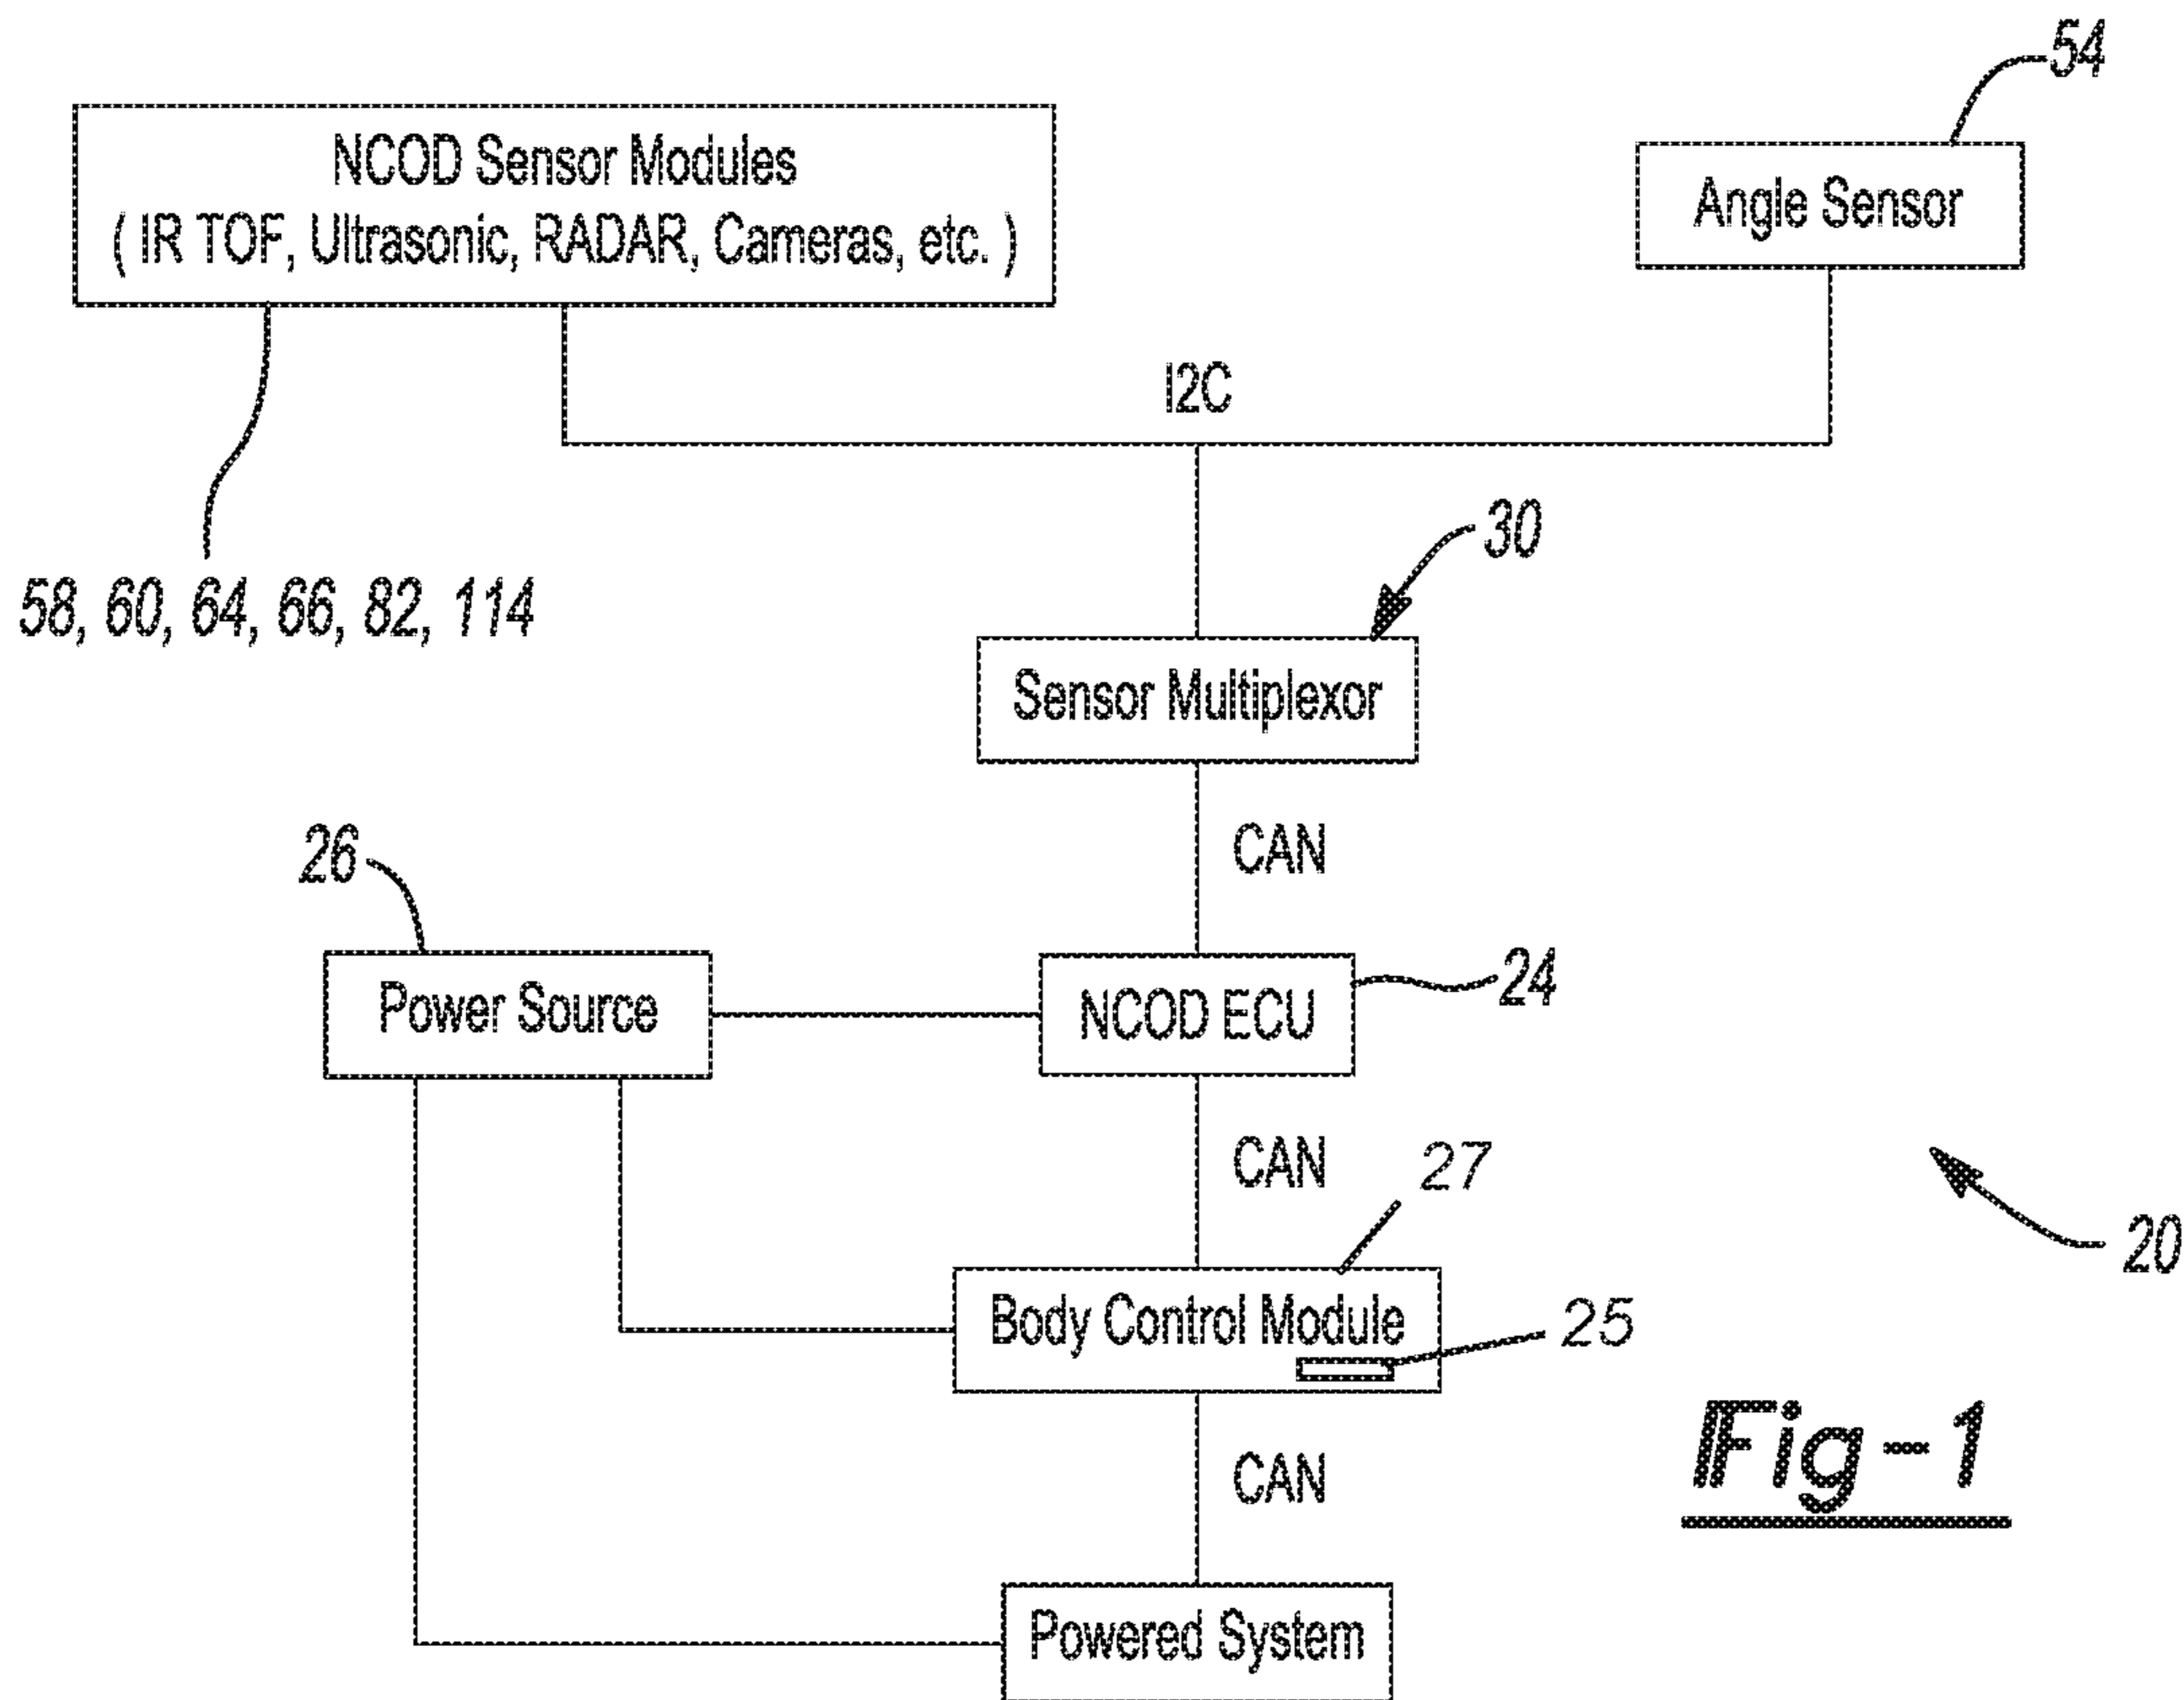 54
NCOD Sensor Modules
( IR TOF, Ultrasonic, RADAR, Cameras, etc. )
Angle Sensor
I2C
58, 60, 64, 66, 82, 114
30
Sensor Multiplexor
CAN
26
Power Source
NCOD ECU
24
CAN
27
20
Body Control Module
25
CAN
Fig-1
Powered System